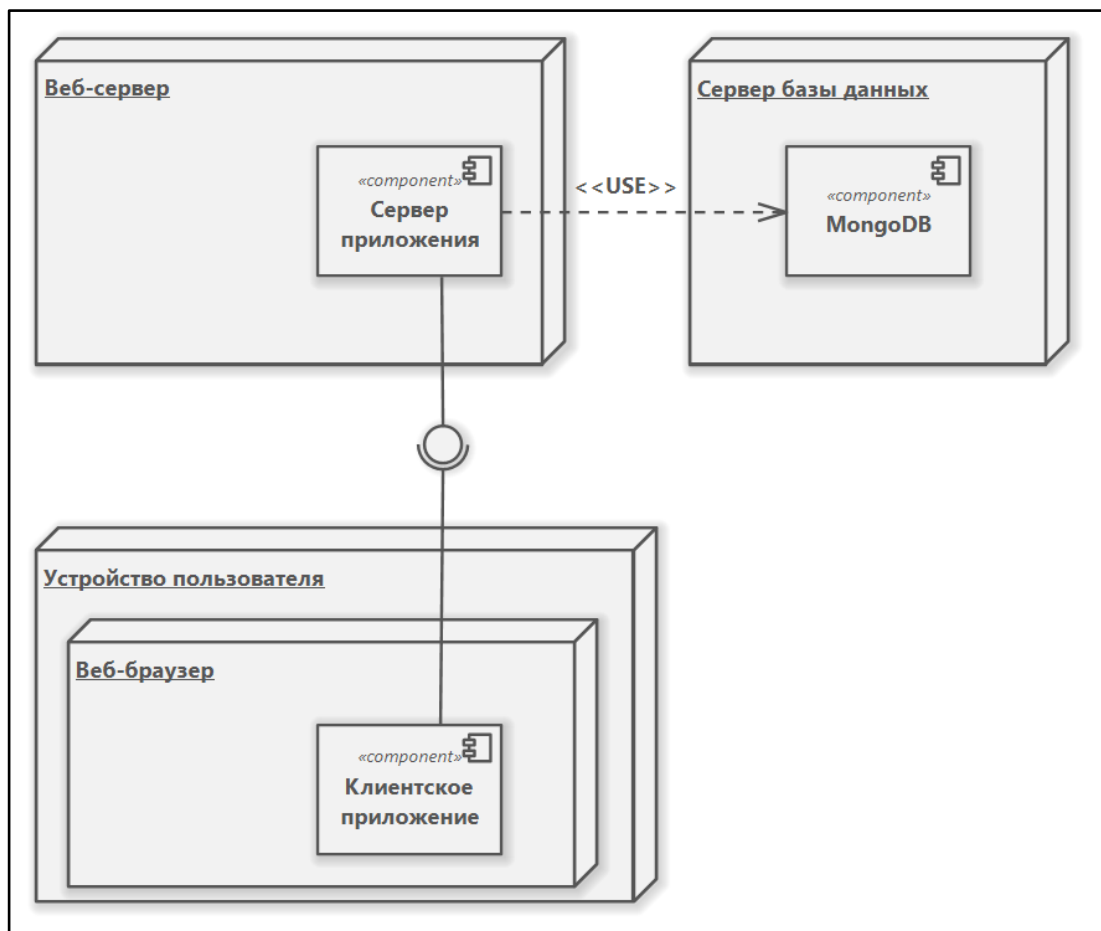 Веб-сервер
«component»
Сервер
приложения
<<USE>>
Сервер базы данных
«component»
MongoDB
Устройство пользователя
Веб-браузер
«component»
Клиентское
приложение